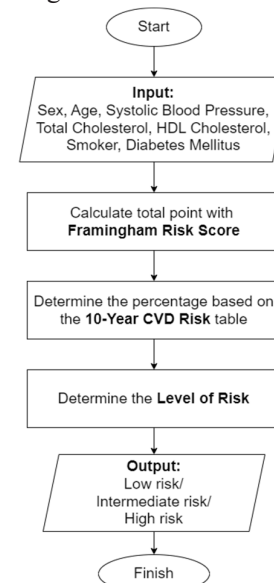 Start
Input:
Sex, Age, Systolic Blood Pressure,
Total Cholesterol, HDL Cholesterol,
Smoker, Diabetes Mellitus
Calculate total point with
Framingham Risk Score
Determine the percentage based on
the 10-Year CVD Risk table
Determine the Level of Risk
Output:
Low risk/
Intermediate risk/
High risk
Finish